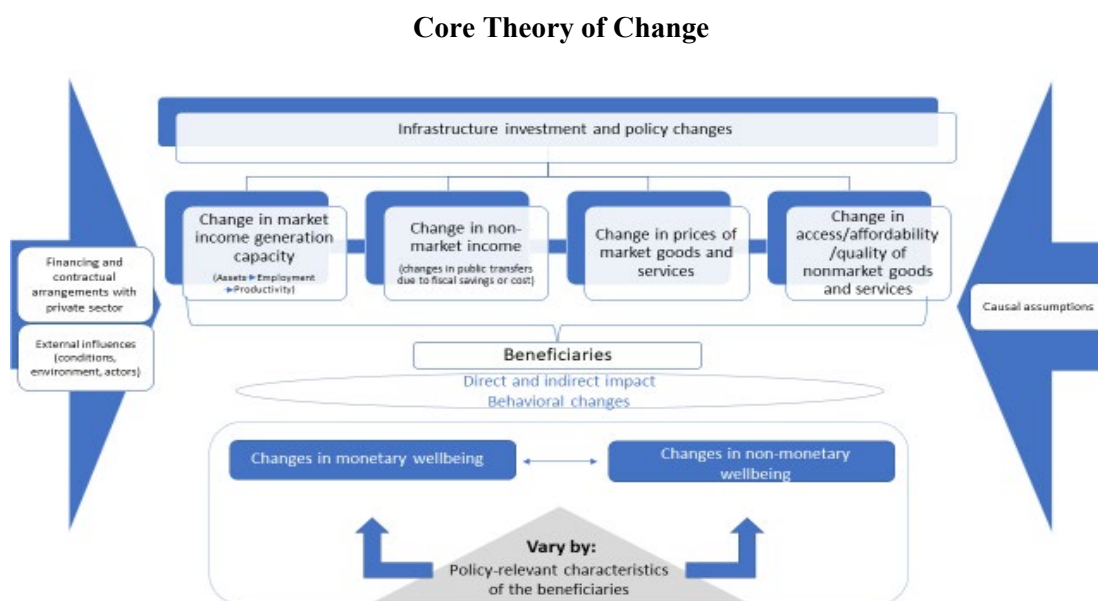 Core Theory of Change
Infrastructure investment and policy changes
Change in market
income generation
capacity
(Assets Employment
Productivity)
Change in non-
market income
(changes in public transfers
due to fiscal savings or cost)
Change in prices of
market goods and
services
Change in
access/affordability
/quality of
nonmarket goods
and services
Financing and
contractual
arrangements with
private sector
External influences
(conditions,
environment, actors)
Causal assumptions
Beneficiaries
Direct and indirect impact
Behavioral changes
Changes in monetary wellbeing
Changes in non-monetary
wellbeing
Vary by:
Policy-relevant characteristics
of the beneficiaries